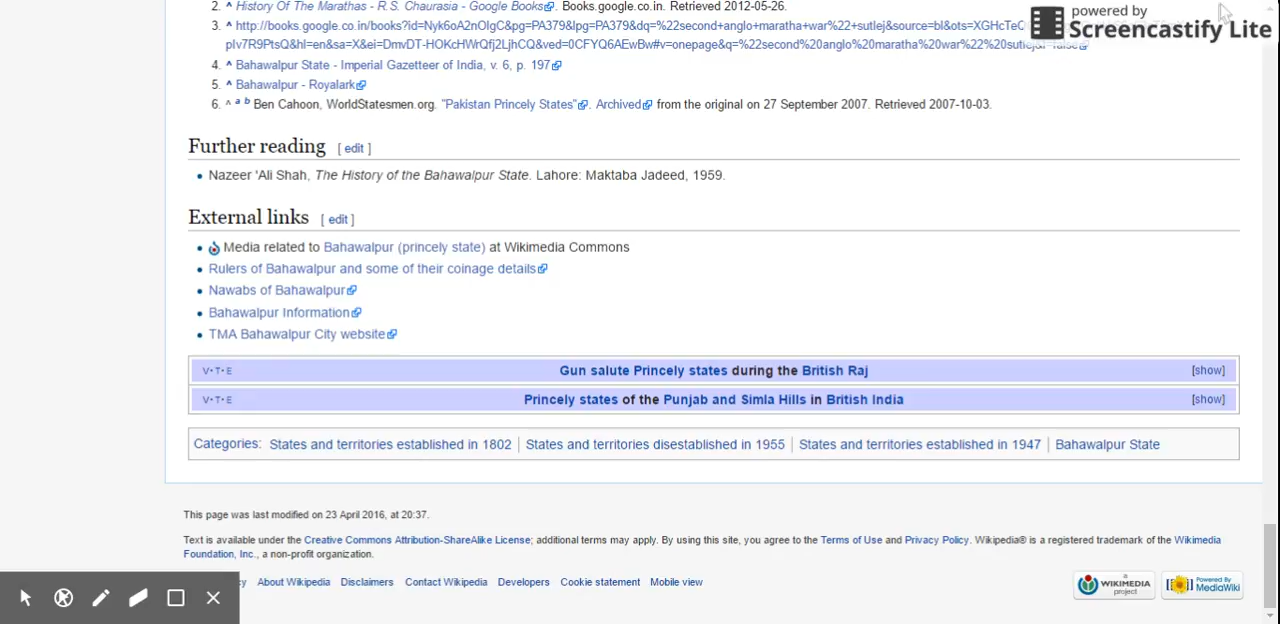 2. ^ History Of The Marathas - R.S. Chaurasia - Google Books. Books.google.co.in. Retrieved 2012-05-26.
powered by
Screencastify Lite
3. ^ http://books.google.co.in/books?id=Nyk6oA2nOIgC&pg=PA379&lpg=PA379&dq=%22second+anglo+maratha+war%22+sutlej&source=bl&ots=XGHcTeC
pIv7R9PtsQ&hl=en&sa=X&ei=DmvDT-HOKcHWrQfj2LjhCQ&ved=0CFYQ6AEwBw#v=onepage&q=%22second%20anglo%20maratha%20war%22%20sutlej&f=false
4. ^ Bahawalpur State - Imperial Gazetteer of India, v. 6, p. 197
5. ^ Bahawalpur - Royalark
6. ^ a b Ben Cahoon, WorldStatesmen.org. "Pakistan Princely States". Archived from the original on 27 September 2007. Retrieved 2007-10-03.
Further reading [ edit ]
• Nazeer 'Ali Shah, The History of the Bahawalpur State. Lahore: Maktaba Jadeed, 1959.
External links [ edit ]
• Media related to Bahawalpur (princely state) at Wikimedia Commons
• Rulers of Bahawalpur and some of their coinage details
• Nawabs of Bahawalpur
• Bahawalpur Information
• TMA Bahawalpur City website
V·T·E Gun salute Princely states during the British Raj [show]
V·T·E Princely states of the Punjab and Simla Hills in British India [show]
Categories: States and territories established in 1802 | States and territories disestablished in 1955 | States and territories established in 1947 | Bahawalpur State
This page was last modified on 23 April 2016, at 20:37.
Text is available under the Creative Commons Attribution-ShareAlike License; additional terms may apply. By using this site, you agree to the Terms of Use and Privacy Policy. Wikipedia® is a registered trademark of the Wikimedia
Foundation, Inc., a non-profit organization.
cy About Wikipedia Disclaimers Contact Wikipedia Developers Cookie statement Mobile view
a WIKIMEDIA project
Powered By MediaWiki